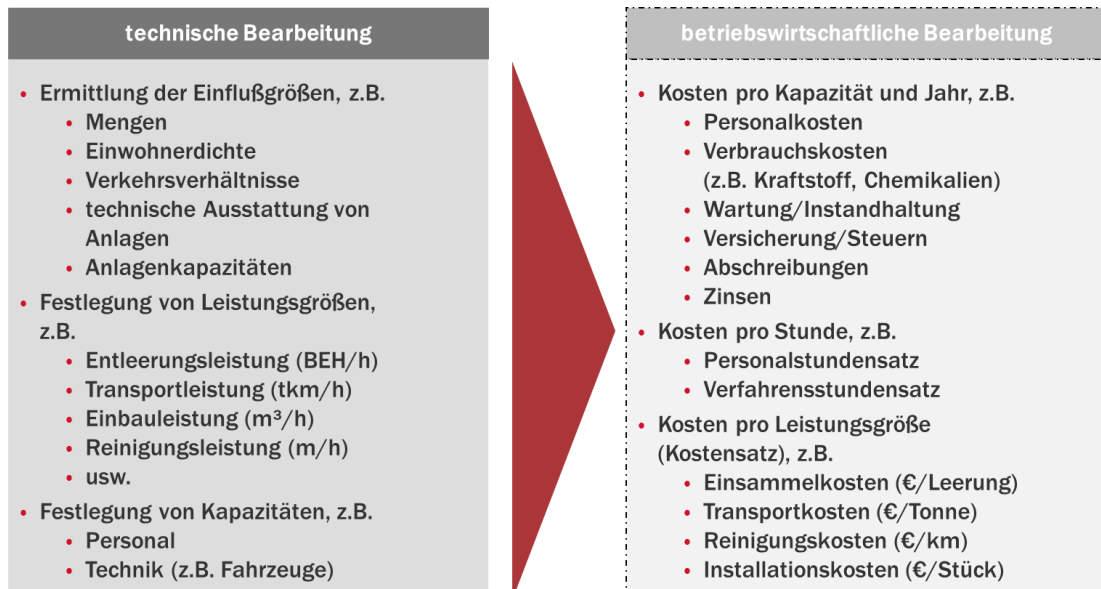 technische Bearbeitung
• Ermittlung der Einflußgrößen, z.B.
• Mengen
• Einwohnerdichte
• Verkehrsverhältnisse
• technische Ausstattung von
Anlagen
• Anlagenkapazitäten
• Festlegung von Leistungsgrößen,
z.B.
• Entleerungsleistung (BEH/h)
• Transportleistung (tkm/h)
• Einbauleistung (m³/h)
• Reinigungsleistung (m/h)
• usw.
• Festlegung von Kapazitäten, z.B.
• Personal
• Technik (z.B. Fahrzeuge)
betriebswirtschaftliche Bearbeitung
• Kosten pro Kapazität und Jahr, z.B.
• Personalkosten
• Verbrauchskosten
(z.B. Kraftstoff, Chemikalien)
• Wartung/Instandhaltung
• Versicherung/Steuern
• Abschreibungen
• Zinsen
• Kosten pro Stunde, z.B.
• Personalstundensatz
• Verfahrensstundensatz
• Kosten pro Leistungsgröße
(Kostensatz), z.B.
• Einsammelkosten (€/Leerung)
• Transportkosten (€/Tonne)
• Reinigungskosten (€/km)
• Installationskosten (€/Stück)